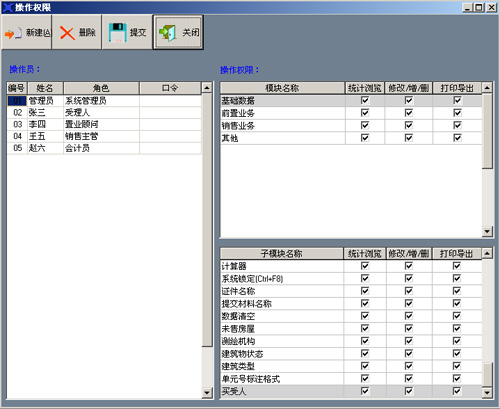 操作权限
新建(A) 删除 提交 关闭
操作员：
编号 姓名 角色 口令
01 管理员 系统管理员
02 张三 受理人
03 李四 置业顾问
04 王五 销售主管
05 赵六 会计员
操作权限：
模块名称 统计浏览 修改/增/删 打印导出
基础数据
前置业务
销售业务
其他
子模块名称 统计浏览 修改/增/删 打印导出
计算器
系统锁定(Ctrl+F8)
证件名称
提交材料名称
数据清空
未售房屋
测绘机构
建筑物状态
建筑类型
单元号标注格式
买受人